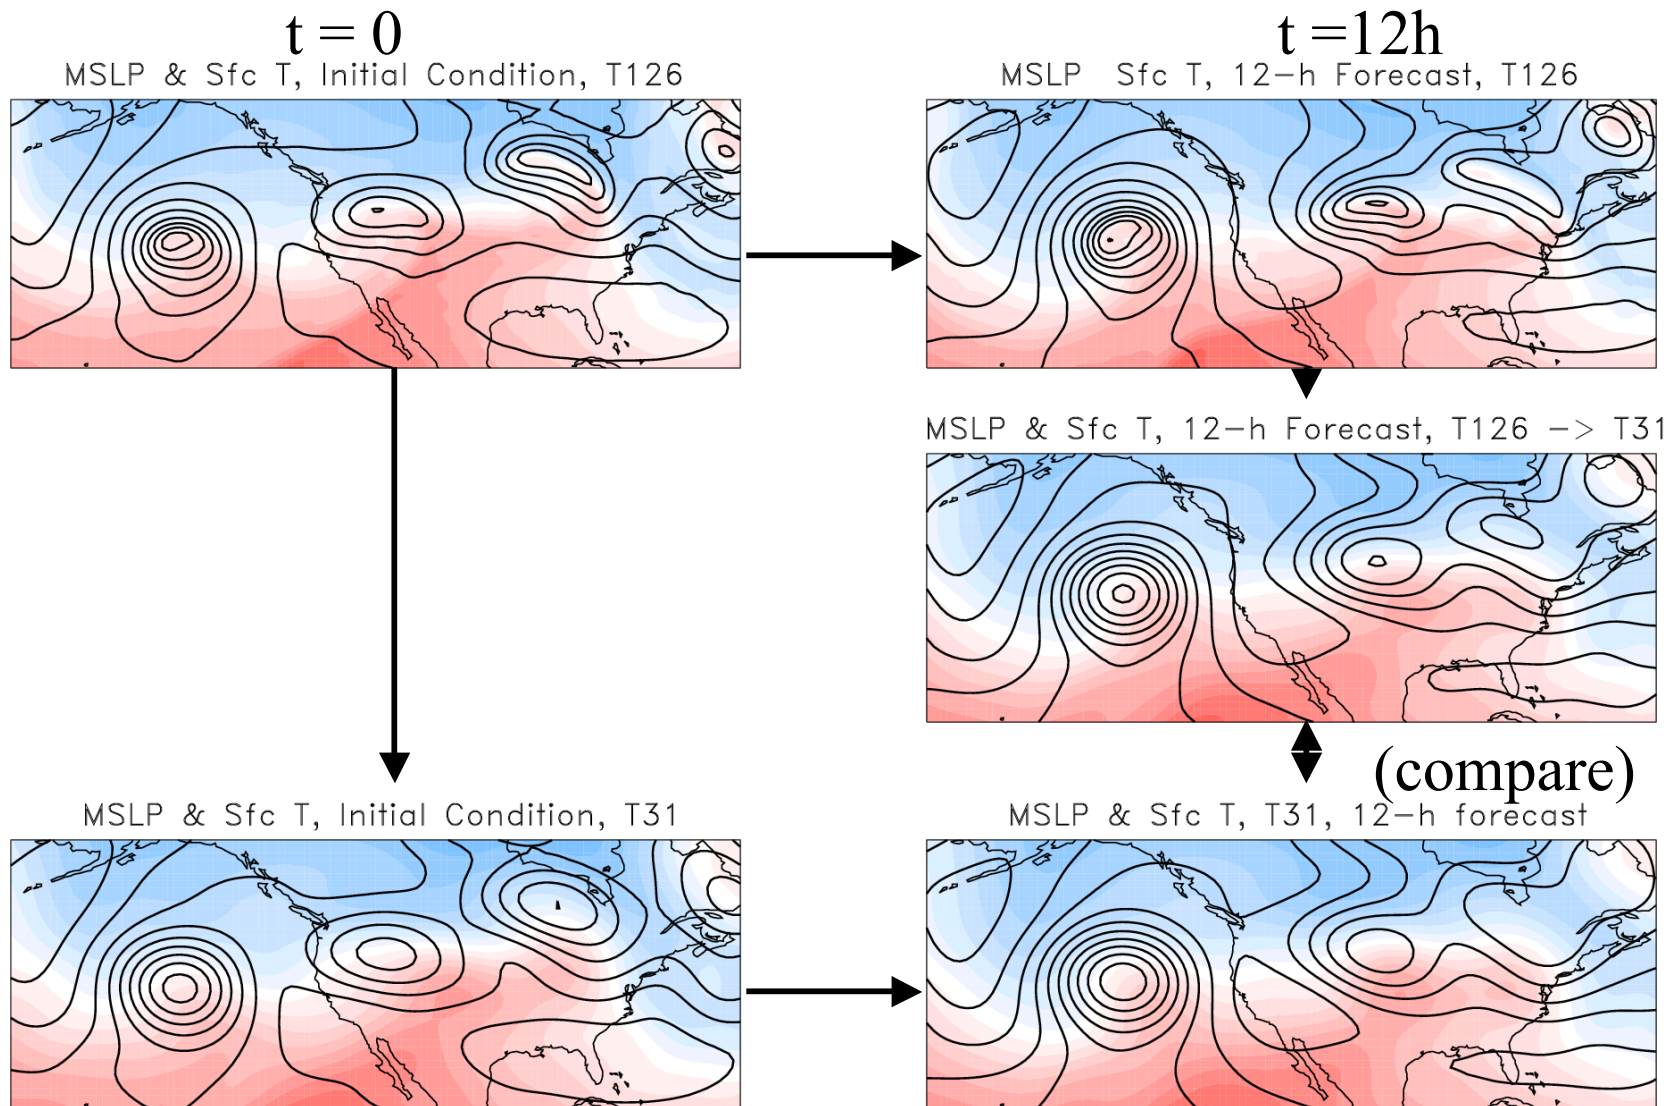 t = 0
t =12h
MSLP & Sfc T, Initial Condition, T126
MSLP Sfc T, 12-h Forecast, T126
MSLP & Sfc T, 12-h Forecast, T126 -> T31
(compare)
MSLP & Sfc T, Initial Condition, T31
MSLP & Sfc T, T31, 12-h forecast